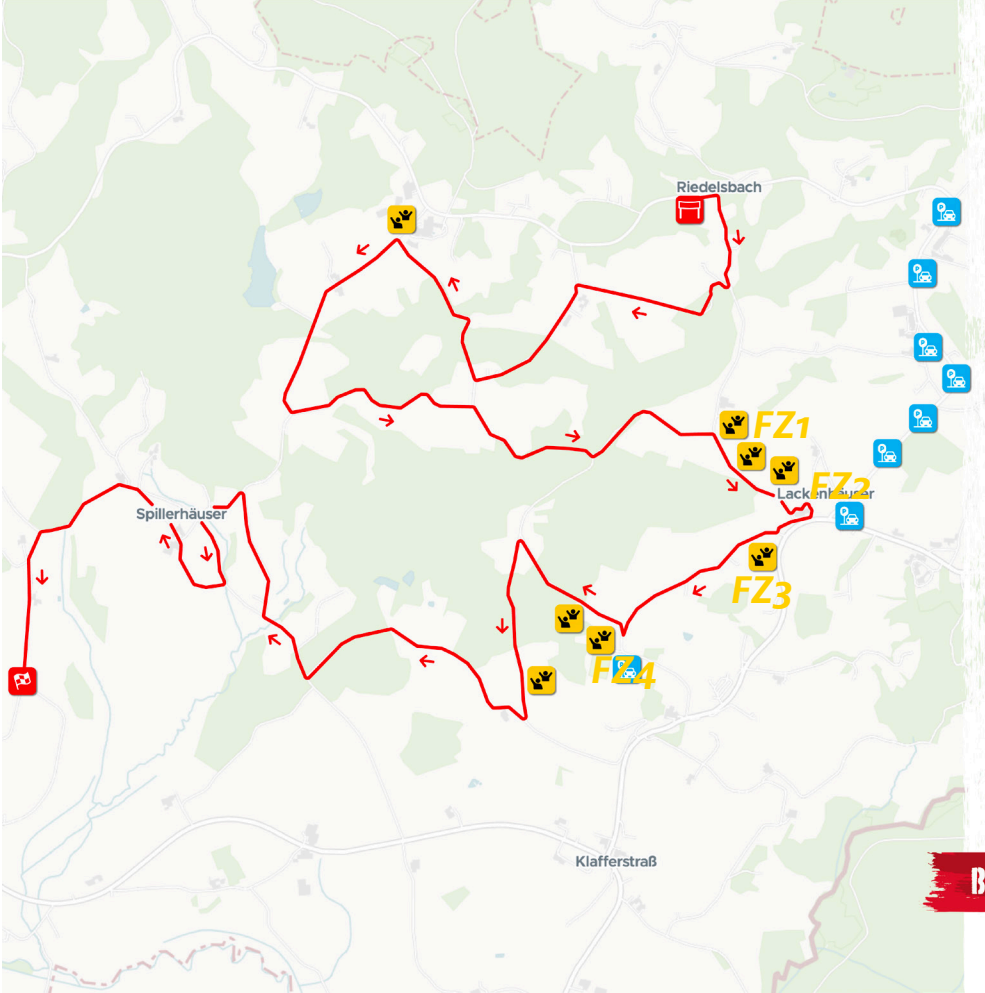 Riedelsbach
FZ1
FZ2
Lackenhäuser
Spillerhäuser
FZ3
FZ4
Klafferstraß
B